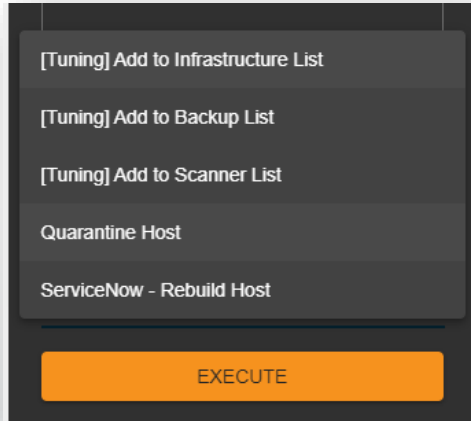 [Tuning] Add to Infrastructure List
[Tuning] Add to Backup List
[Tuning] Add to Scanner List
Quarantine Host
ServiceNow - Rebuild Host
EXECUTE